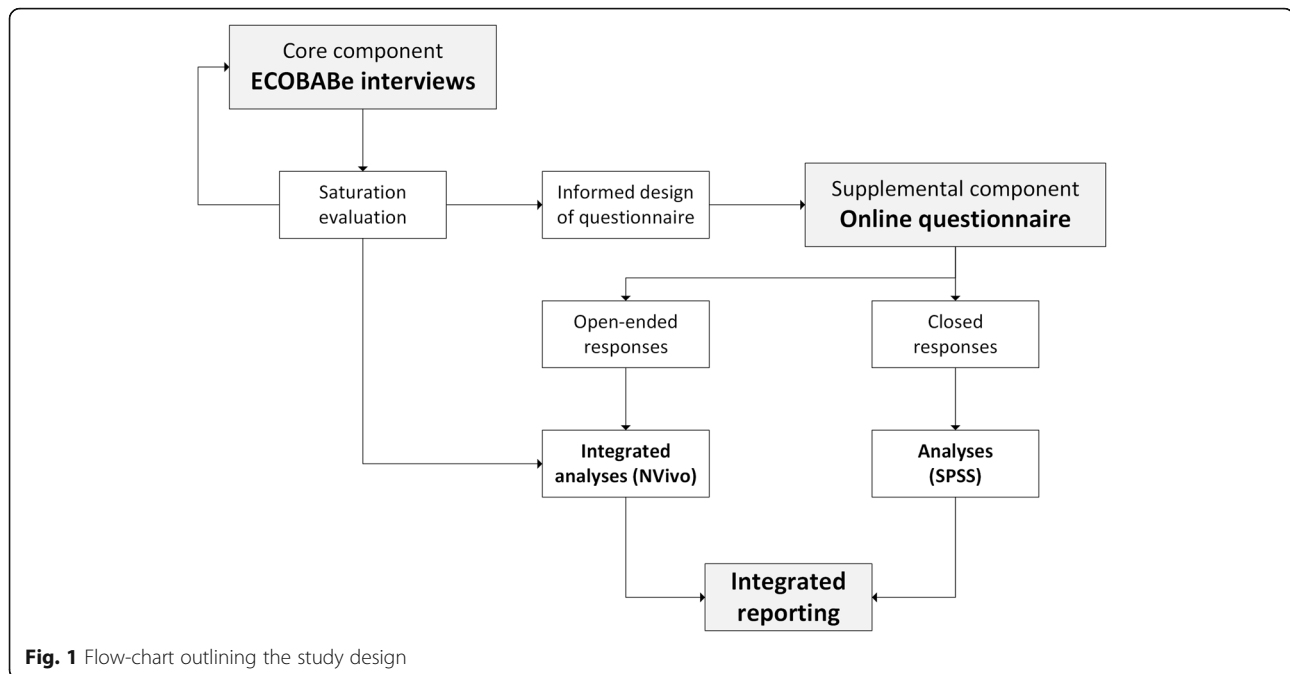 Core component
ECOBABe interviews
Saturation
evaluation
Informed design
of questionnaire
Supplemental component
Online questionnaire
Open-ended
responses
Closed
responses
Integrated
analyses (NVivo)
Analyses
(SPSS)
Integrated
reporting
Fig. 1 Flow-chart outlining the study design